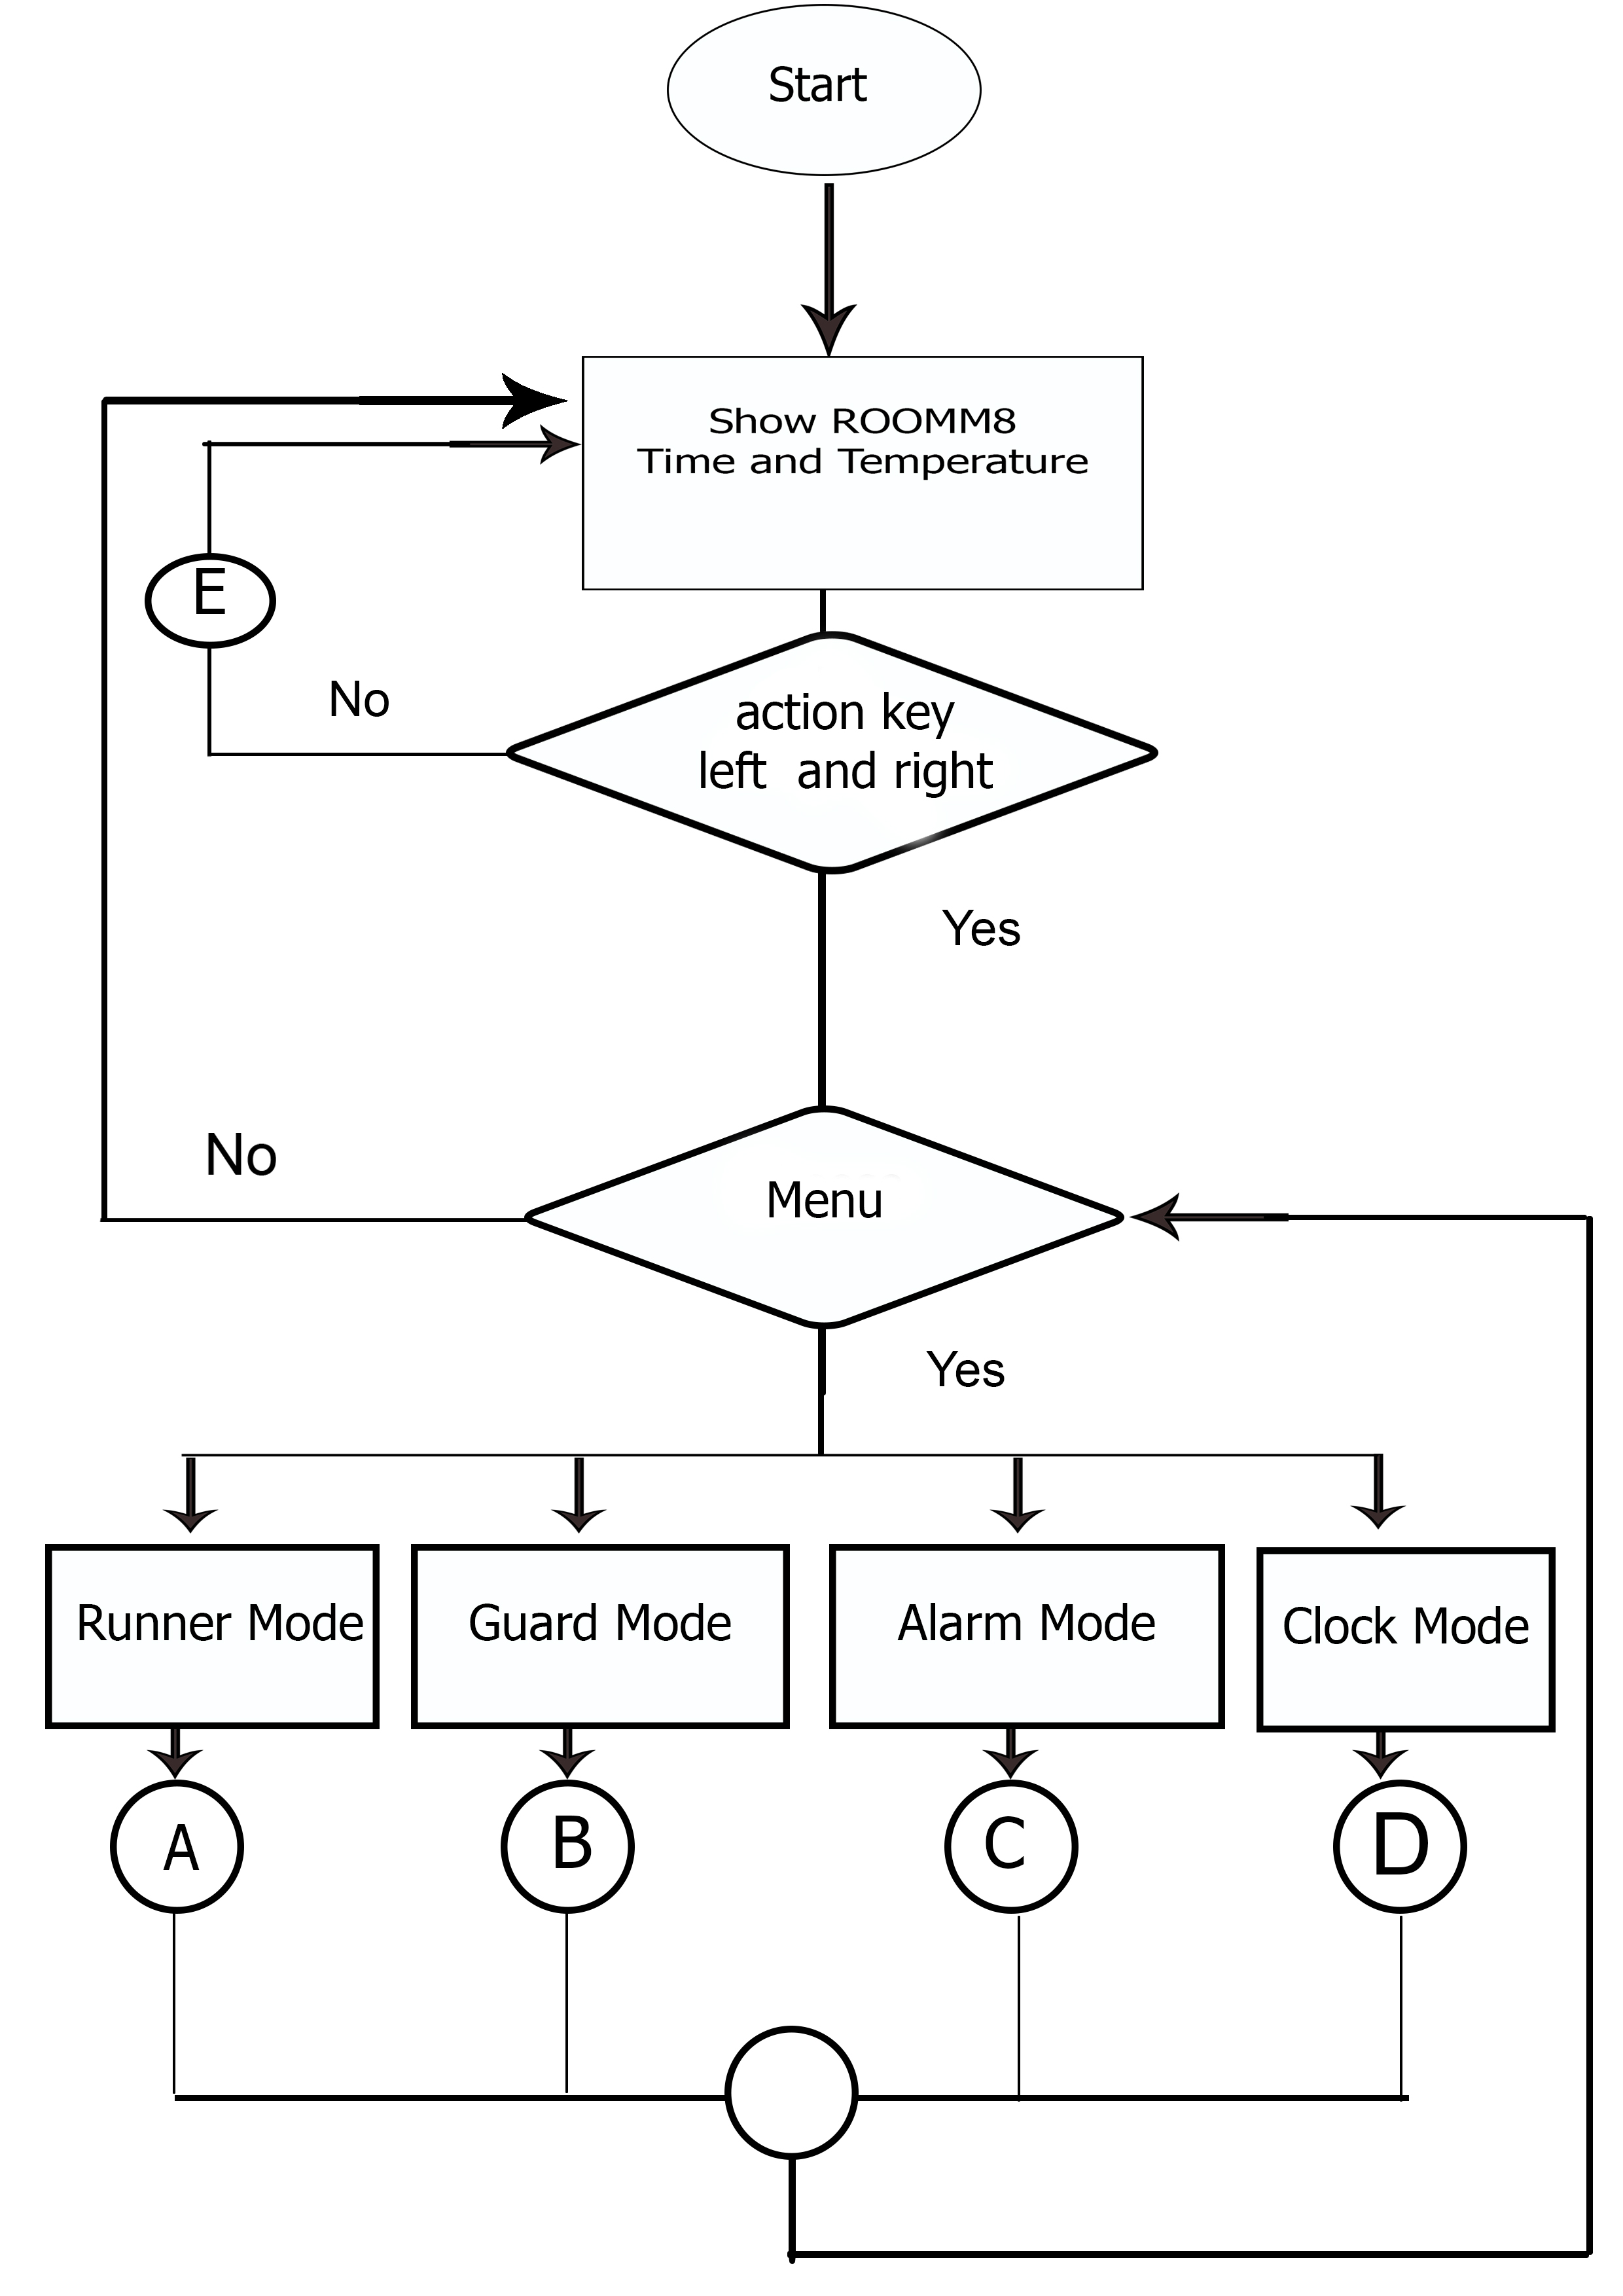 Start
Show ROOMM8
Time and Temperature
E
No
action key
left and right
Yes
No
Menu
Yes
Runner Mode
Guard Mode
Alarm Mode
Clock Mode
A
B
C
D